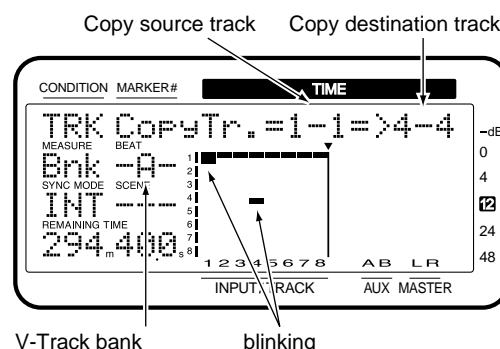 Copy source track Copy destination track
CONDITION MARKER# TIME
TRK CopyTr.=1-1=>4-4
MEASURE BEAT
Bnk -A-
SYNC MODE SCENE
INT ---
REMAINING TIME
294m400s
1
2
3
4
5
6
7
8
-dB
0
4
12
24
48
1 2 3 4 5 6 7 8 A B L R
INPUT/TRACK AUX MASTER
V-Track bank blinking